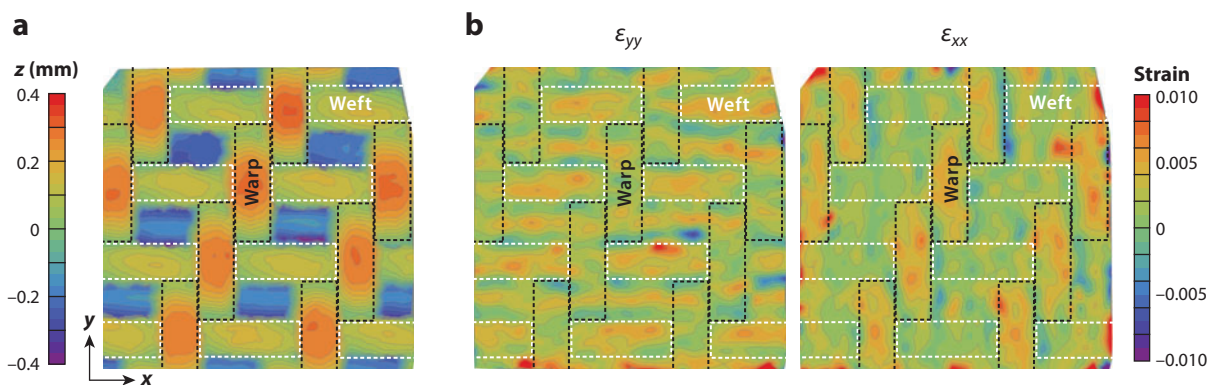 a
z (mm)
0.4
0.2
0
–0.2
–0.4
y
x
Weft
Warp
b
εyy
εxx
Weft
Warp
Weft
Warp
Strain
0.010
0.005
0
–0.005
–0.010